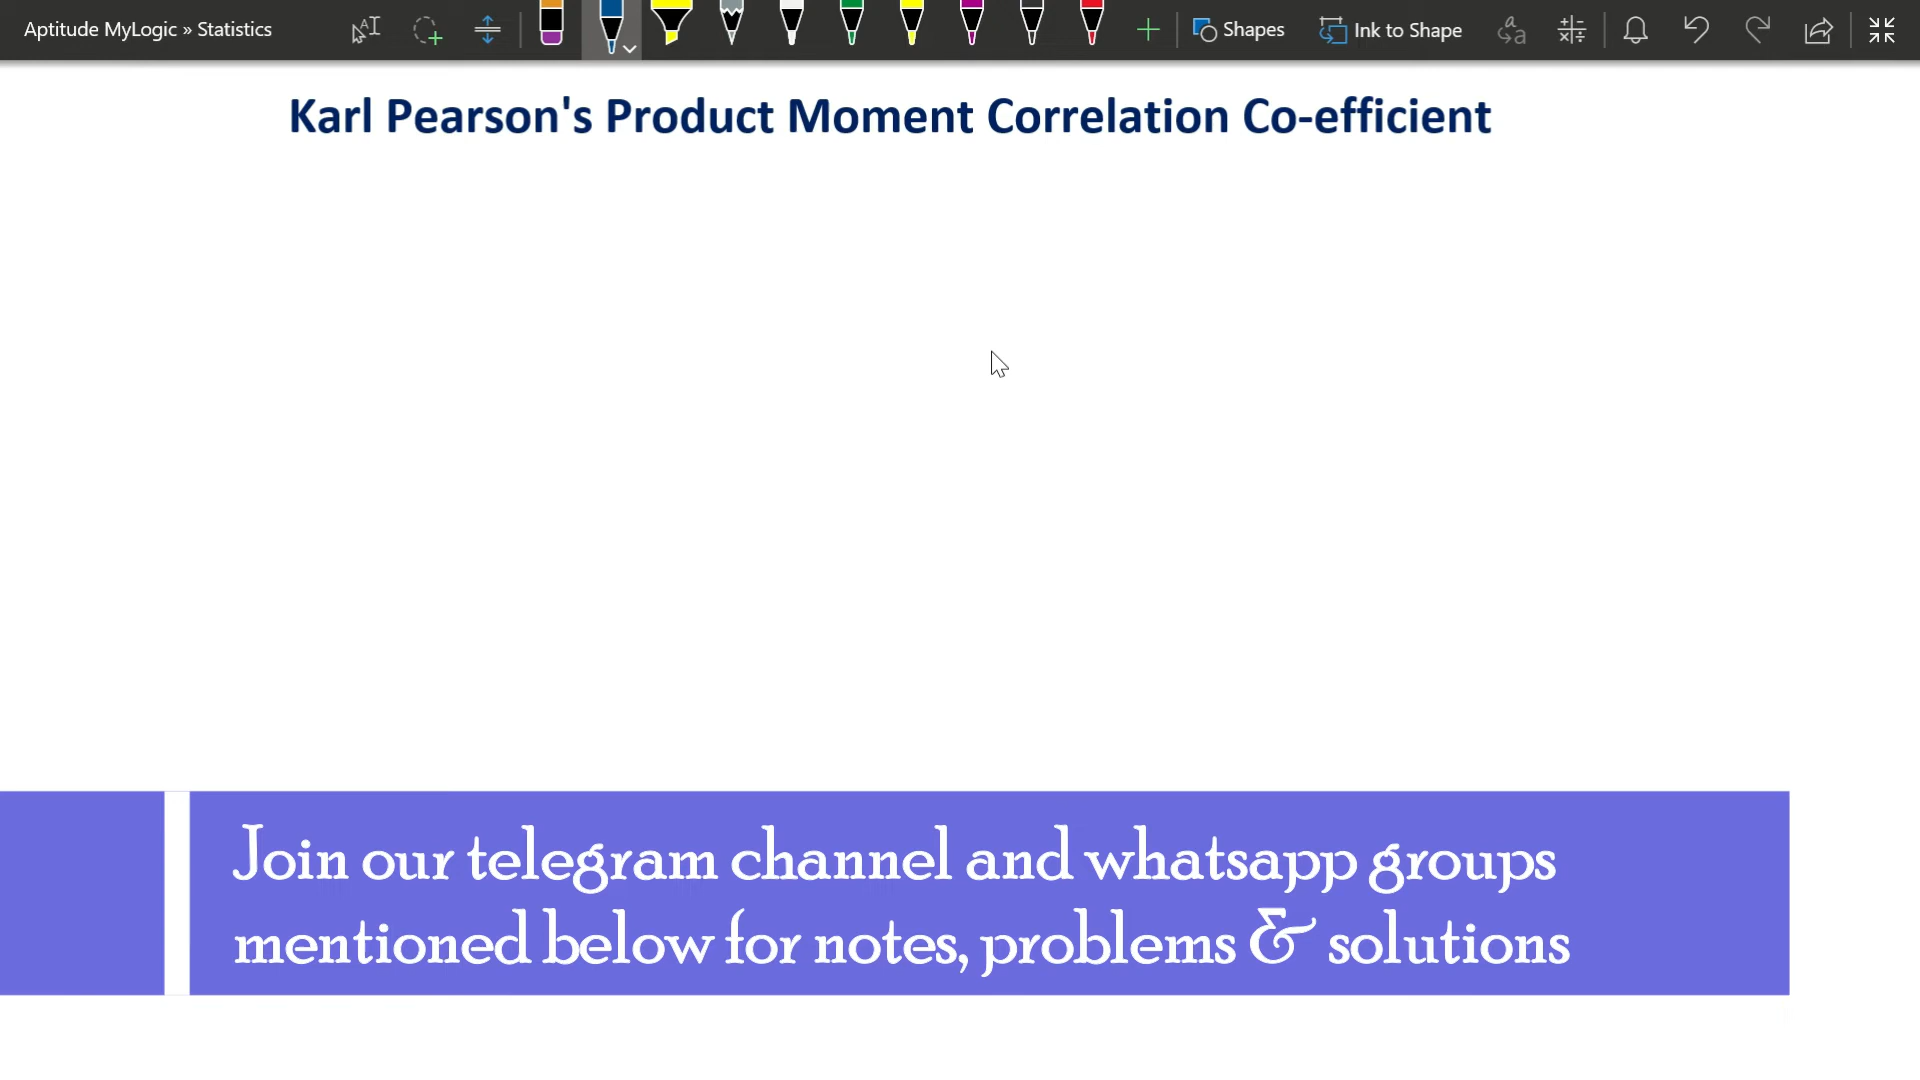 Aptitude MyLogic » Statistics
Shapes
Ink to Shape
Karl Pearson's Product Moment Correlation Co-efficient
Join our telegram channel and whatsapp groups
mentioned below for notes, problems & solutions